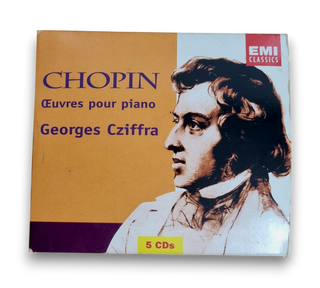 EMI
CLASSICS
CHOPIN
Œuvres pour piano
Georges Cziffra
5 CDs